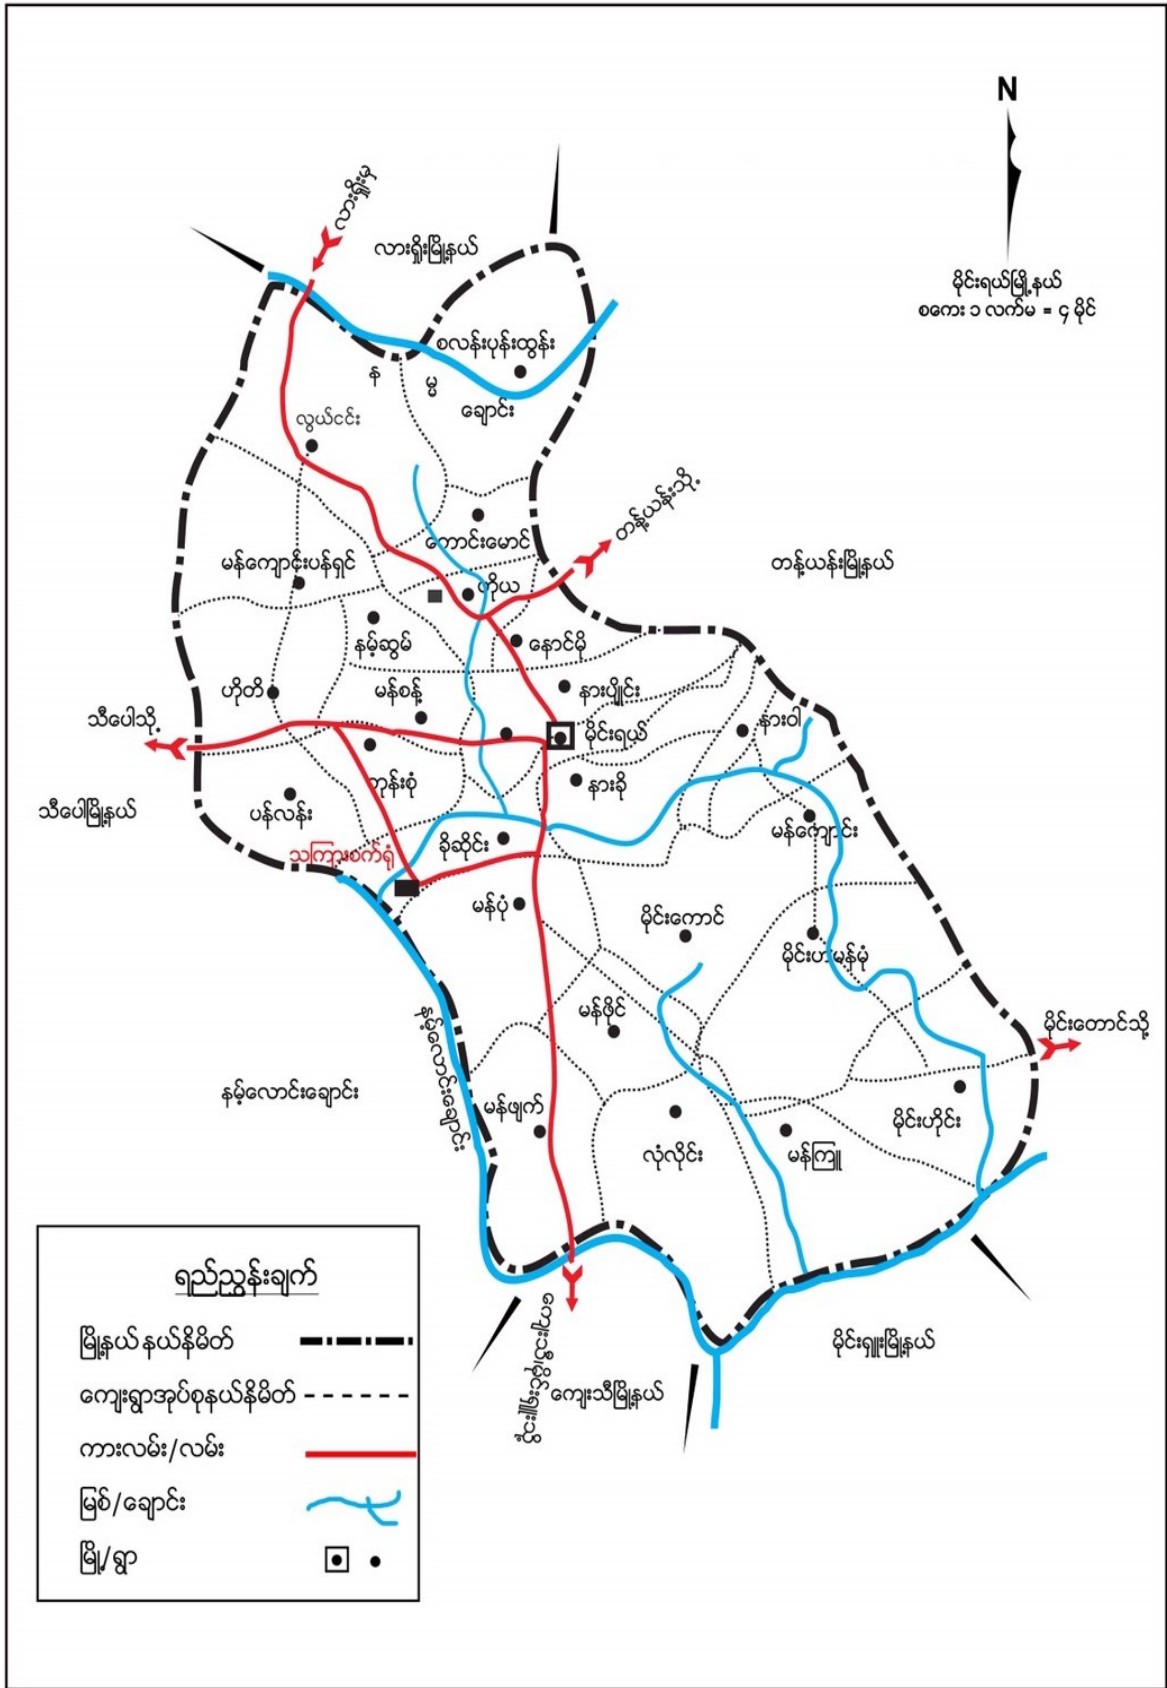 N
မိုင်းရယ်မြို့နယ်
စကေး ၁ လက်မ = ၄ မိုင်
လားရှိုးမှ
လားရှိုးမြို့နယ်
စလန်းပုန်းထွန်း
န
မ္မ
ချောင်း
လွယ်ငင်း
တန့်ယန်းသို့
ကောင်းမောင်
မန်ကျောင်းပန်ရှင်
တန့်ယန်းမြို့နယ်
ကိုယ
နမ့်ဆွမ်
နောင်မို
ဟိုတိ
မန်စန့်
နားပျိုင်း
သီပေါသို့
မိုင်းရယ်
နားဝါ
ကုန်းစုံ
နားခို
သီပေါမြို့နယ်
ပန်လန်း
မန်ကျောင်း
သကြားစက်ရုံ
ခိုဆိုင်း
မန်ပုံ
မိုင်းကောင်
မိုင်းဟမန်မုံ
မန်ဖိုင်
မိုင်းတောင်သို့
နမ့်လောင်းချောင်း
နမ့်လောင်းချောင်း
မန်ဖျက်
မိုင်းဟိုင်း
လုံလိုင်း
မန်ကြူ
ကျေးသီမြို့နယ်
မိုင်းရှူးမြို့နယ်
ရည်ညွှန်းချက်
မြို့နယ် နယ်နိမိတ်
ကျေးရွာအုပ်စုနယ်နိမိတ်
ကားလမ်း/လမ်း
မြစ်/ချောင်း
မြို့/ရွာ